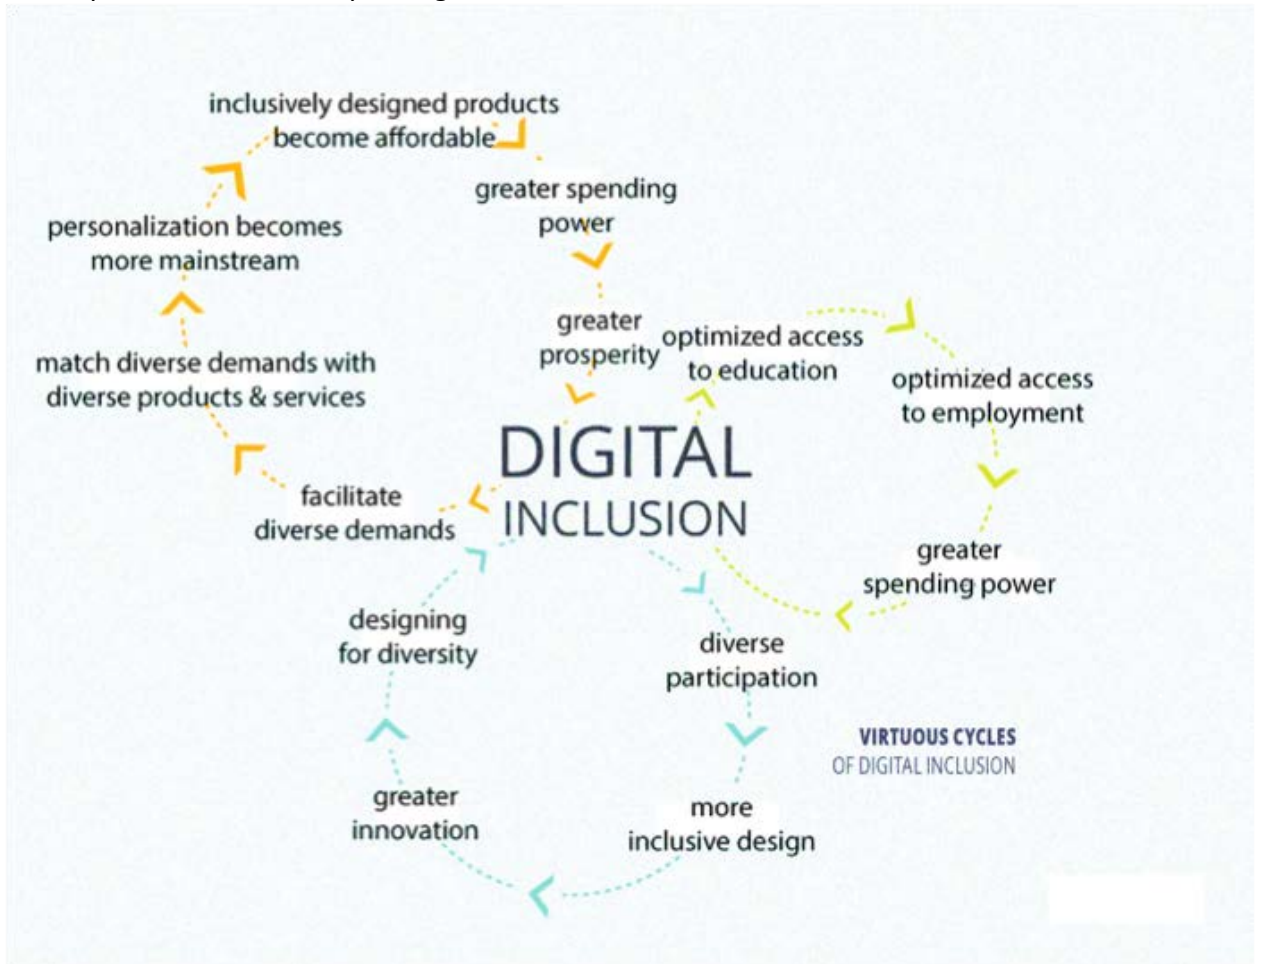 inclusively designed products
become affordable
greater spending
power
personalization becomes
more mainstream
greater
prosperity
optimized access
to education
match diverse demands with
diverse products & services
optimized access
to employment
DIGITAL
INCLUSION
facilitate
diverse demands
greater
spending power
designing
for diversity
diverse
participation
VIRTUOUS CYCLES
OF DIGITAL INCLUSION
greater
innovation
more
inclusive design